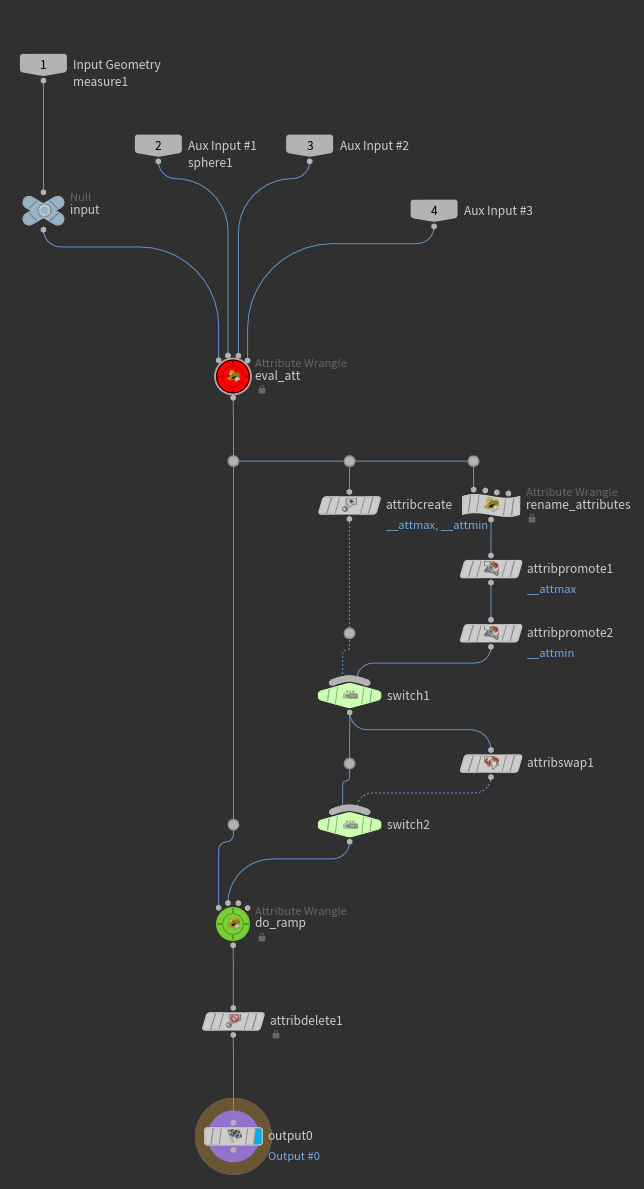 1
Input Geometry
measure1
2
Aux Input #1
sphere1
3
Aux Input #2
Null
input
4
Aux Input #3
Attribute Wrangle
eval_att
attribcreate
__attmax, __attmin
Attribute Wrangle
rename_attributes
attribpromote1
__attmax
attribpromote2
__attmin
switch1
attribswap1
switch2
Attribute Wrangle
do_ramp
attribdelete1
output0
Output #0